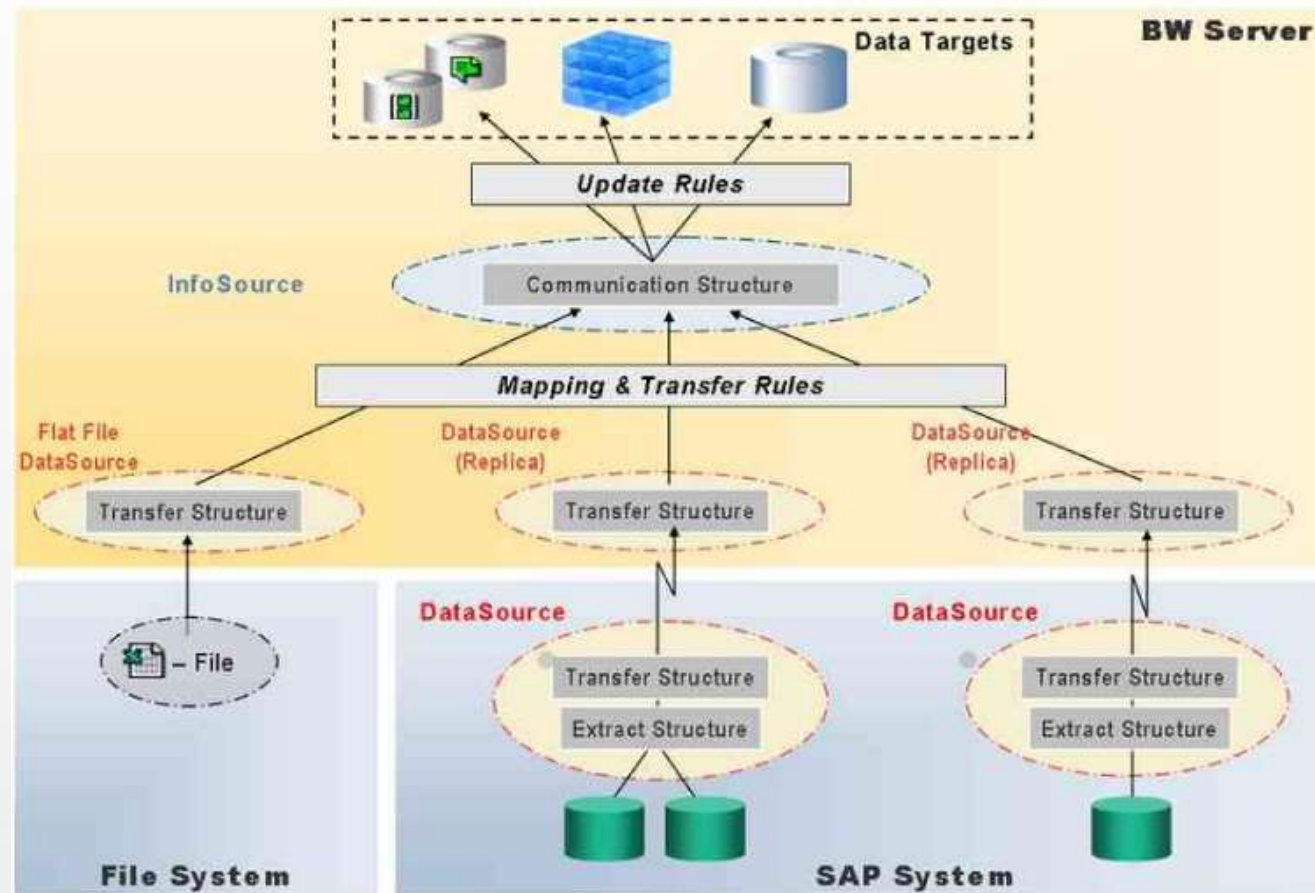 BW Server
Data Targets
Update Rules
InfoSource
Communication Structure
Mapping & Transfer Rules
Flat File
DataSource
DataSource
(Replica)
DataSource
(Replica)
Transfer Structure
Transfer Structure
Transfer Structure
DataSource
DataSource
– File
Transfer Structure
Transfer Structure
Extract Structure
Extract Structure
File System
SAP System